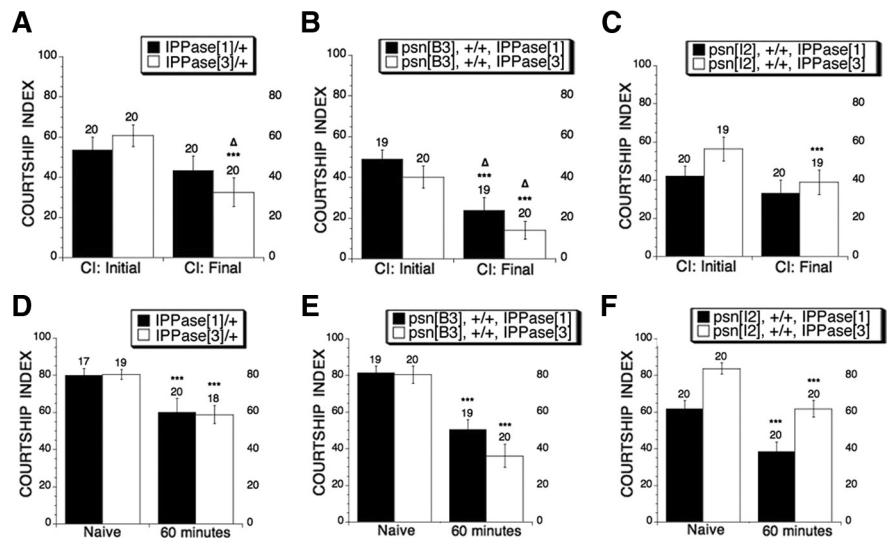 A
IPPase[1]/+
IPPase[3]/+
COURTSHIP INDEX
100
80
60
40
20
0
80
60
40
20
0
20
20
20
Δ
***
20
CI: Initial
CI: Final
B
psn[B3], +/+, IPPase[1]
psn[B3], +/+, IPPase[3]
COURTSHIP INDEX
100
80
60
40
20
0
80
60
40
20
0
19
20
Δ
***
19
Δ
***
20
CI: Initial
CI: Final
C
psn[I2], +/+, IPPase[1]
psn[I2], +/+, IPPase[3]
COURTSHIP INDEX
100
80
60
40
20
0
80
60
40
20
0
20
19
20
***
19
CI: Initial
CI: Final
D
IPPase[1]/+
IPPase[3]/+
COURTSHIP INDEX
100
80
60
40
20
0
80
60
40
20
0
17
19
***
20
***
18
Naive
60 minutes
E
psn[B3], +/+, IPPase[1]
psn[B3], +/+, IPPase[3]
COURTSHIP INDEX
100
80
60
40
20
0
80
60
40
20
0
19
20
***
19
***
20
Naive
60 minutes
F
psn[I2], +/+, IPPase[1]
psn[I2], +/+, IPPase[3]
COURTSHIP INDEX
100
80
60
40
20
0
80
60
40
20
0
20
20
***
20
***
20
Naive
60 minutes